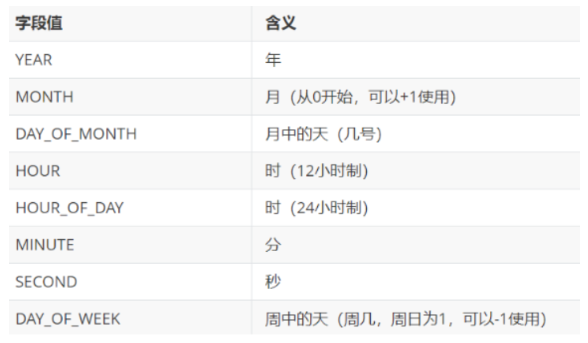 字段值 含义
YEAR 年
MONTH 月（从0开始，可以+1使用）
DAY_OF_MONTH 月中的天（几号）
HOUR 时（12小时制）
HOUR_OF_DAY 时（24小时制）
MINUTE 分
SECOND 秒
DAY_OF_WEEK 周中的天（周几，周日为1，可以-1使用）